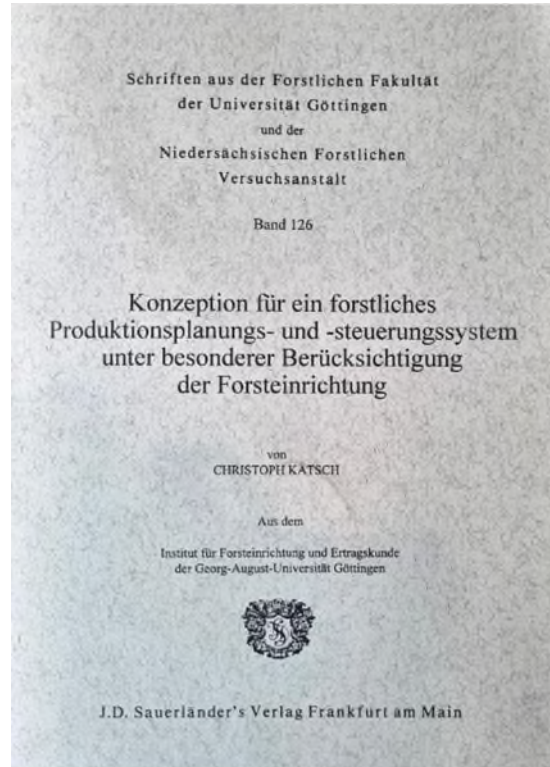 Schriften aus der Forstlichen Fakultät
der Universität Göttingen
und der
Niedersächsischen Forstlichen
Versuchsanstalt
Band 126
Konzeption für ein forstliches
Produktionsplanungs- und -steuerungssystem
unter besonderer Berücksichtigung
der Forsteinrichtung
von
CHRISTOPH KÄTSCH
Aus dem
Institut für Forsteinrichtung und Ertragskunde
der Georg-August-Universität Göttingen
J.D. Sauerländer's Verlag Frankfurt am Main